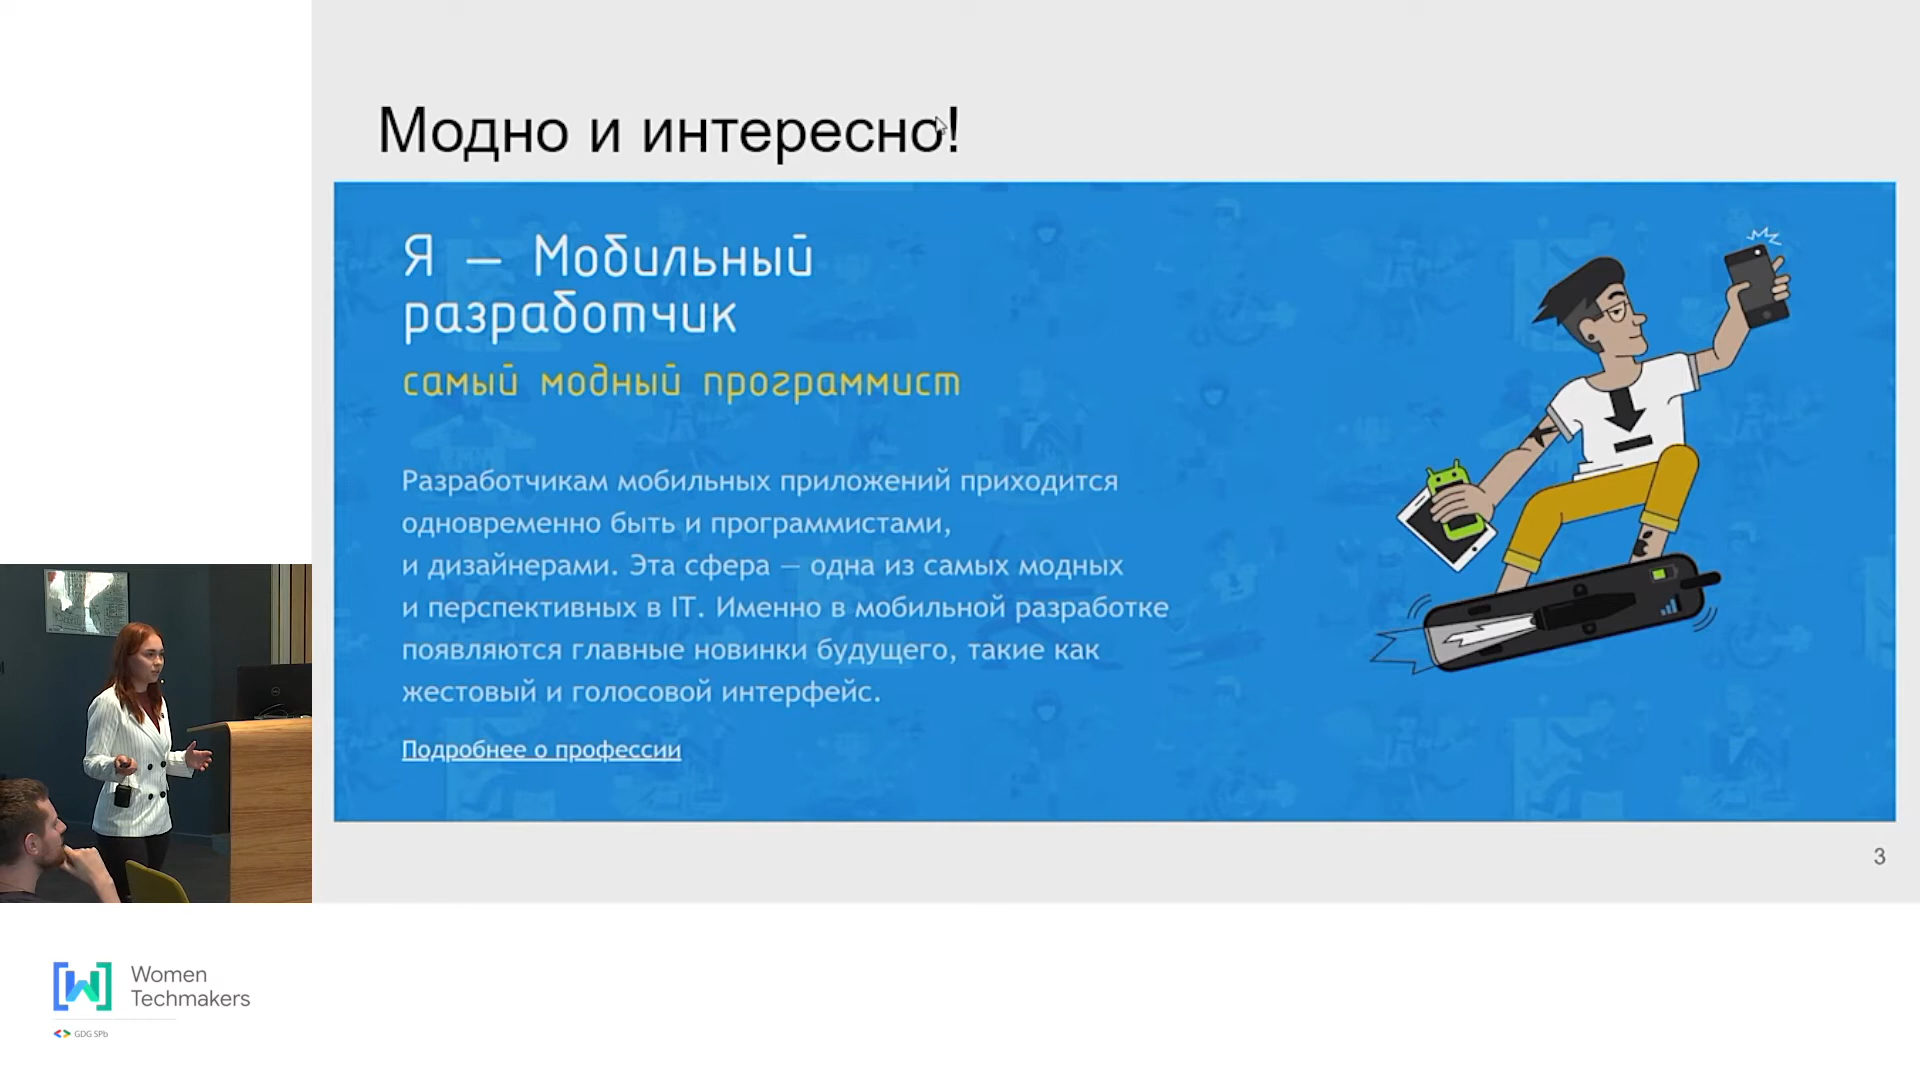 Модно и интересно!
Я — Мобильный
разработчик
самый модный программист
Разработчикам мобильных приложений приходится
одновременно быть и программистами,
и дизайнерами. Эта сфера — одна из самых модных
и перспективных в IT. Именно в мобильной разработке
появляются главные новинки будущего, такие как
жестовый и голосовой интерфейс.
Подробнее о профессии
3
Women
Techmakers
GDG SPb